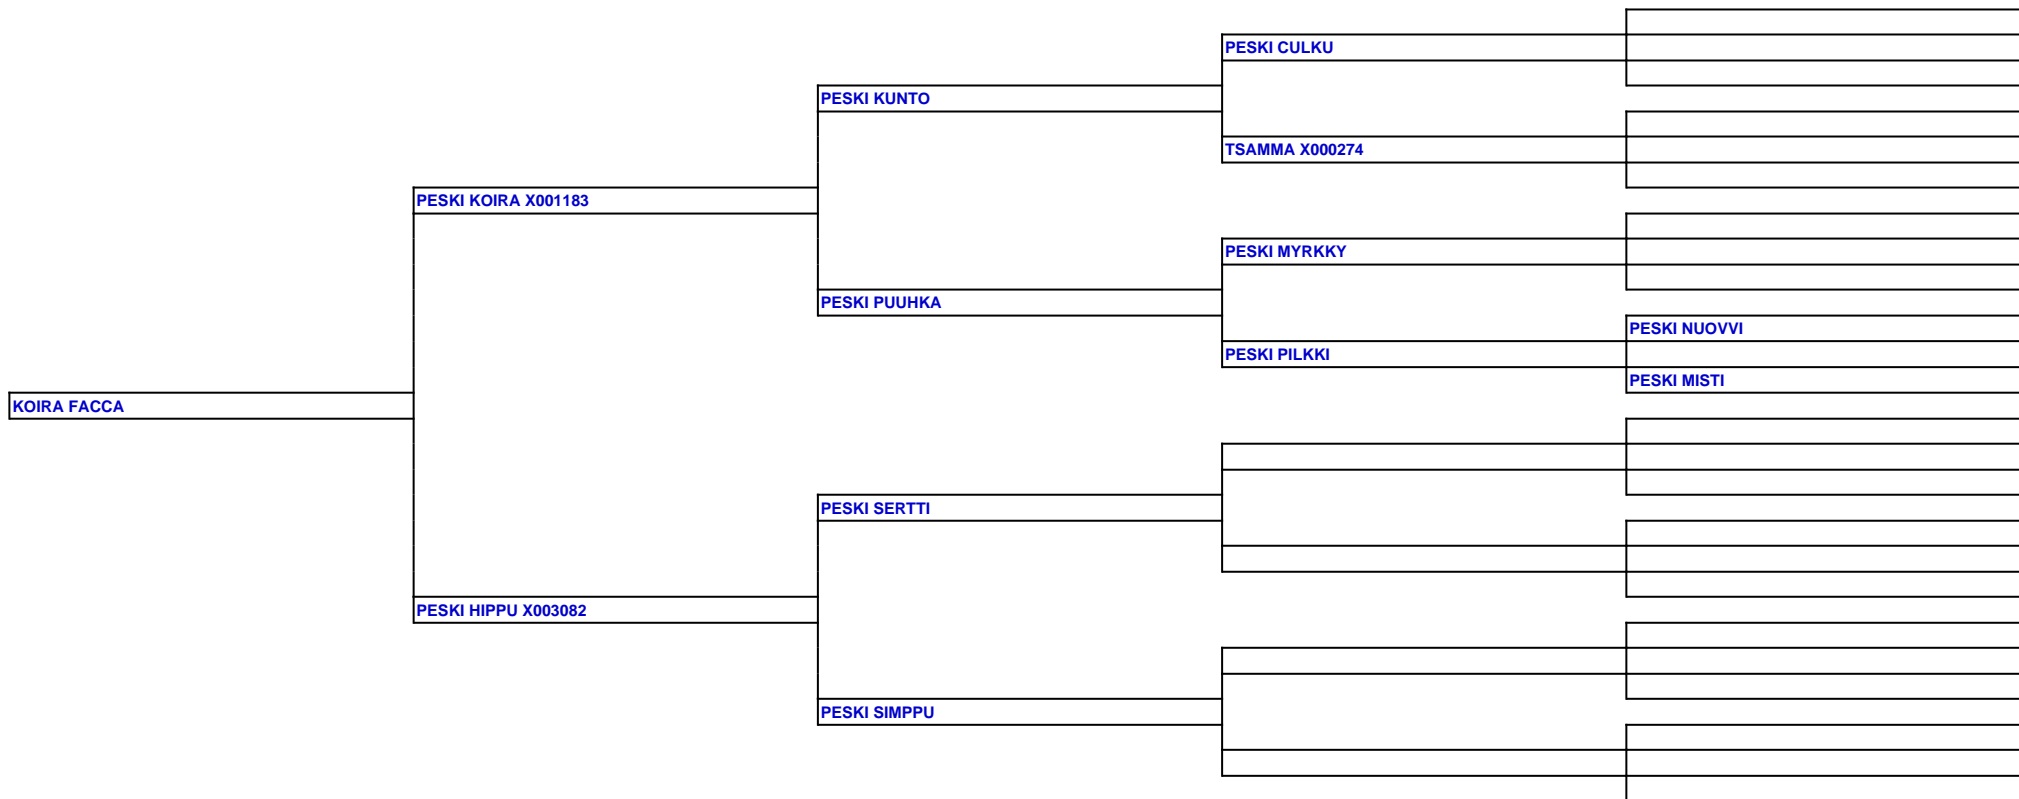 PESKI CULKU
PESKI KUNTO
TSAMMA X000274
PESKI KOIRA X001183
PESKI MYRKKY
PESKI PUUHKA
PESKI NUOVVI
PESKI PILKKI
PESKI MISTI
KOIRA FACCA
PESKI SERTTI
PESKI HIPPU X003082
PESKI SIMPPU